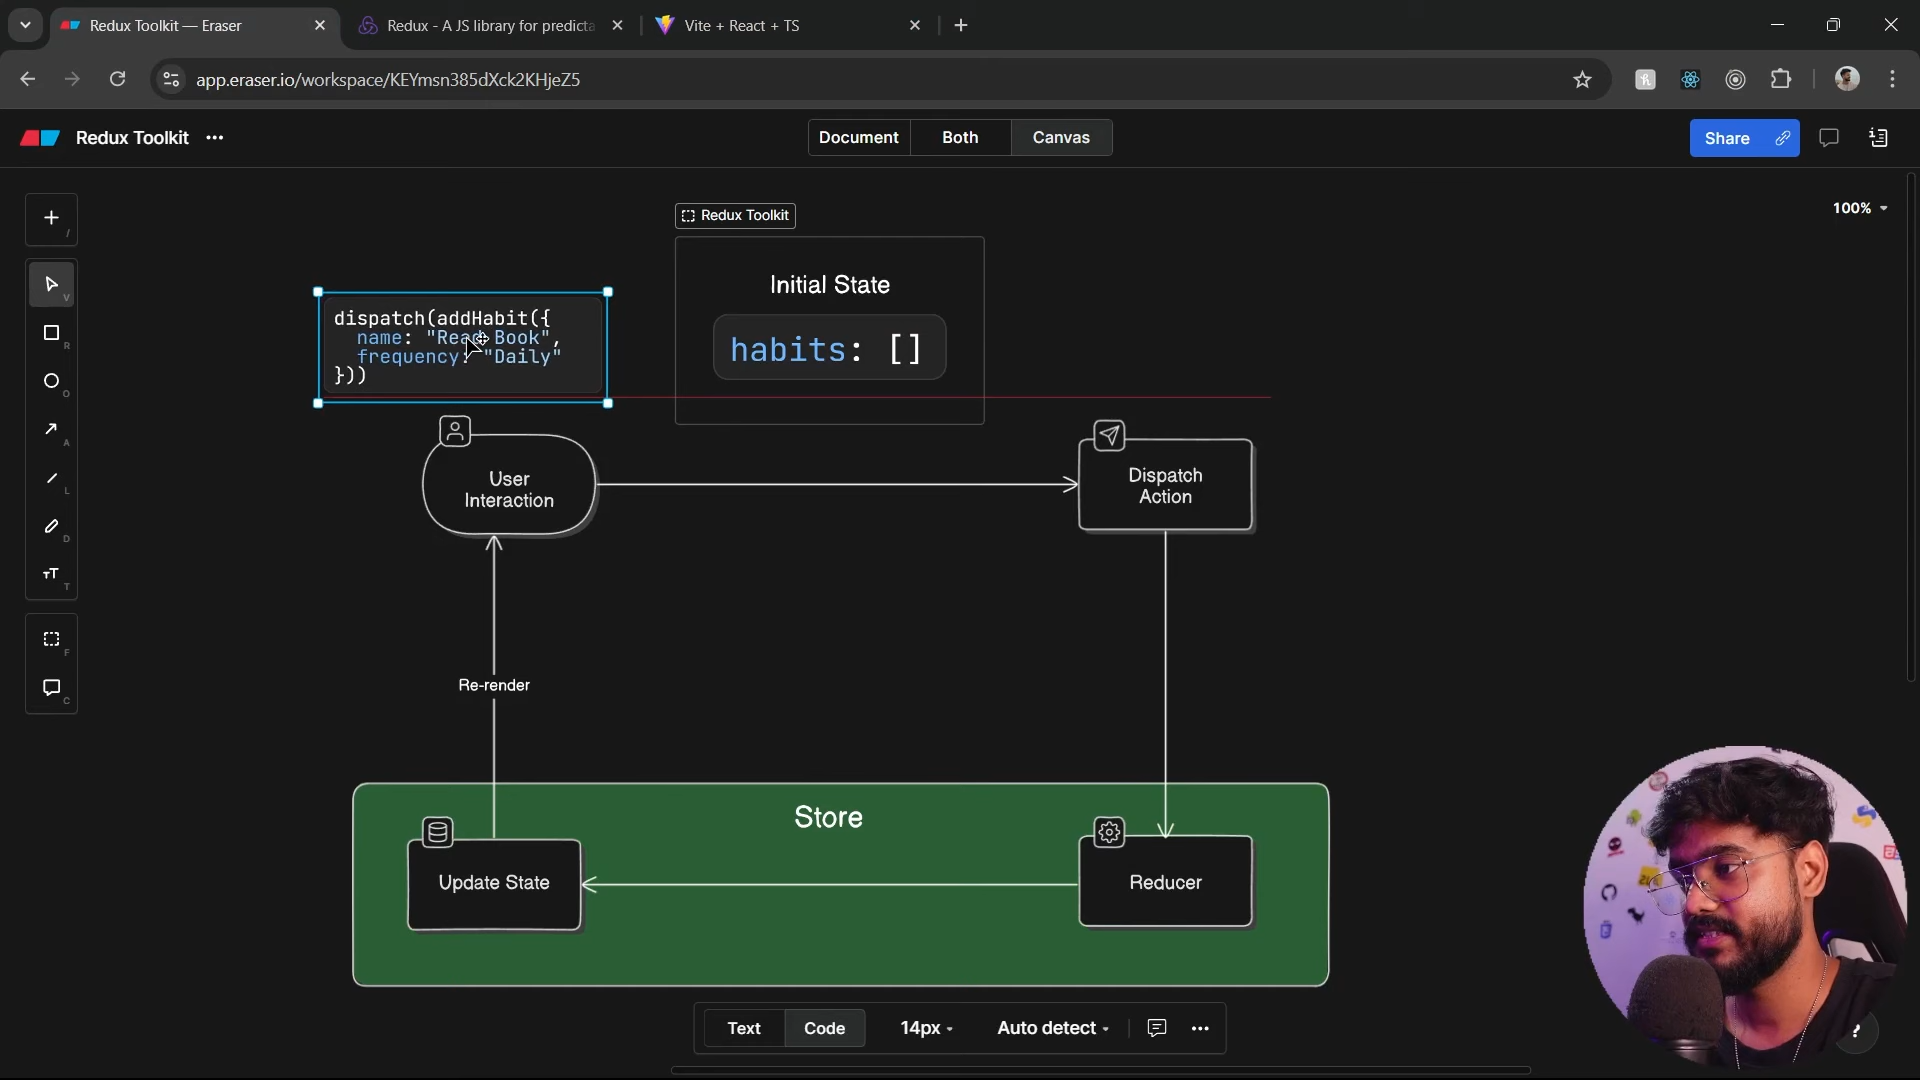 Redux Toolkit — Eraser
Redux - A JS library for predicta
Vite + React + TS
app.eraser.io/workspace/KEYmsn385dXck2KHjeZ5
Redux Toolkit
Document
Both
Canvas
Share
100%
Redux Toolkit
Initial State
habits: []
dispatch(addHabit({
name: "Read Book",
frequency: "Daily"
}))
User
Interaction
Dispatch
Action
Re-render
Store
Update State
Reducer
/
V
R
O
A
L
D
T
F
C
Text
Code
14px
Auto detect
?